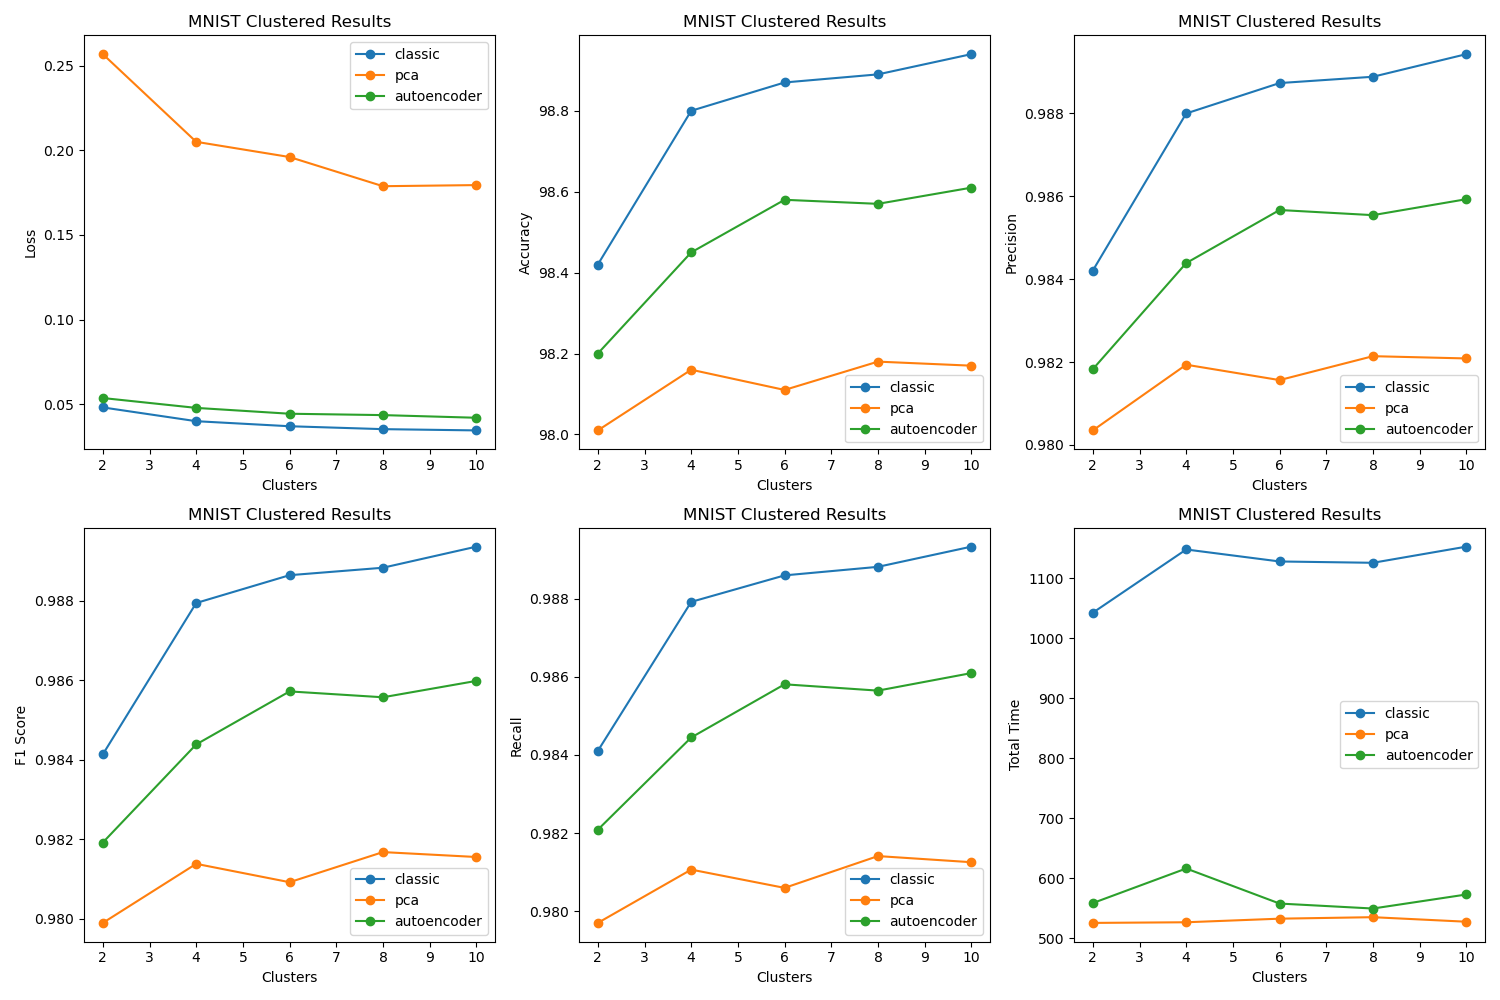 MNIST Clustered Results
Loss
0.25
0.20
0.15
0.10
0.05
classic
pca
autoencoder
2 3 4 5 6 7 8 9 10
Clusters
MNIST Clustered Results
Accuracy
98.8
98.6
98.4
98.2
98.0
classic
pca
autoencoder
2 3 4 5 6 7 8 9 10
Clusters
MNIST Clustered Results
Precision
0.988
0.986
0.984
0.982
0.980
classic
pca
autoencoder
2 3 4 5 6 7 8 9 10
Clusters
MNIST Clustered Results
F1 Score
0.988
0.986
0.984
0.982
0.980
classic
pca
autoencoder
2 3 4 5 6 7 8 9 10
Clusters
MNIST Clustered Results
Recall
0.988
0.986
0.984
0.982
0.980
classic
pca
autoencoder
2 3 4 5 6 7 8 9 10
Clusters
MNIST Clustered Results
Total Time
1100
1000
900
800
700
600
500
classic
pca
autoencoder
2 3 4 5 6 7 8 9 10
Clusters